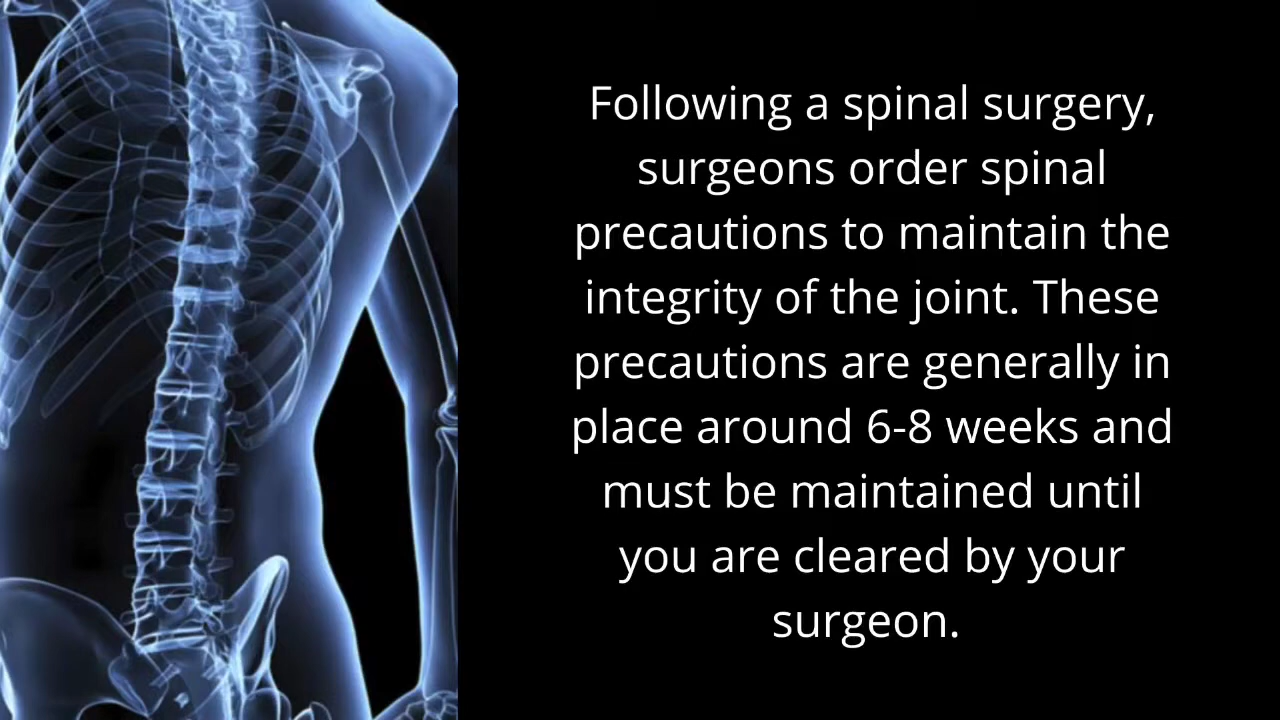 Following a spinal surgery,
surgeons order spinal
precautions to maintain the
integrity of the joint. These
precautions are generally in
place around 6-8 weeks and
must be maintained until
you are cleared by your
surgeon.